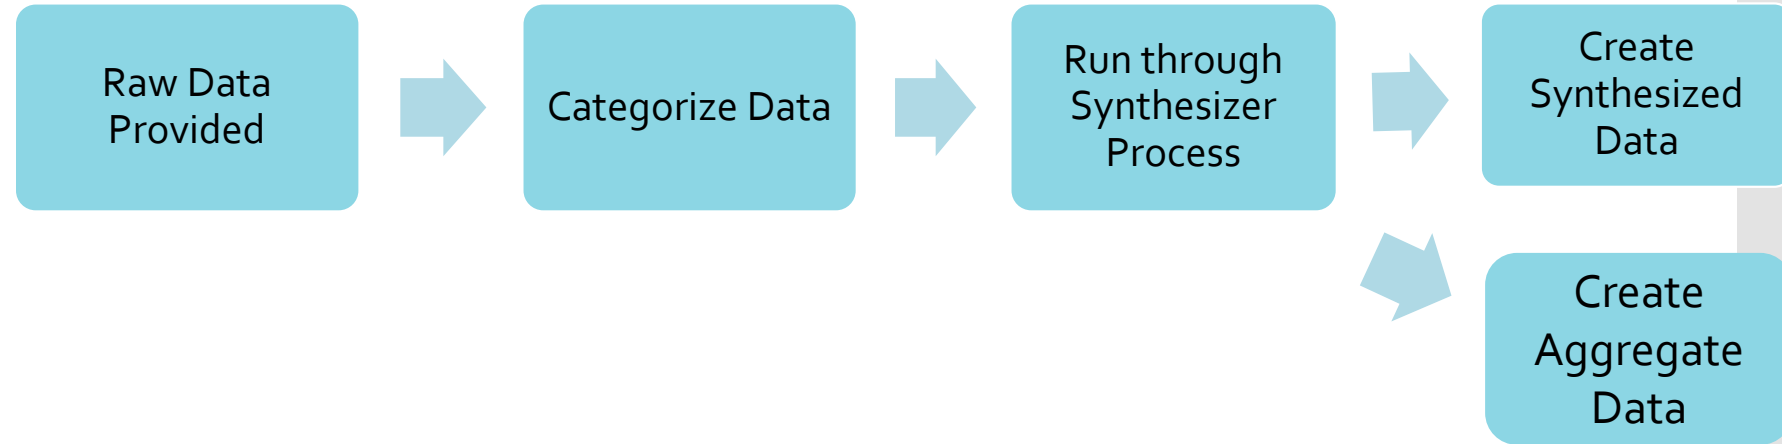 Raw Data
Provided
Categorize Data
Run through
Synthesizer
Process
Create
Synthesized
Data
Create
Aggregate
Data